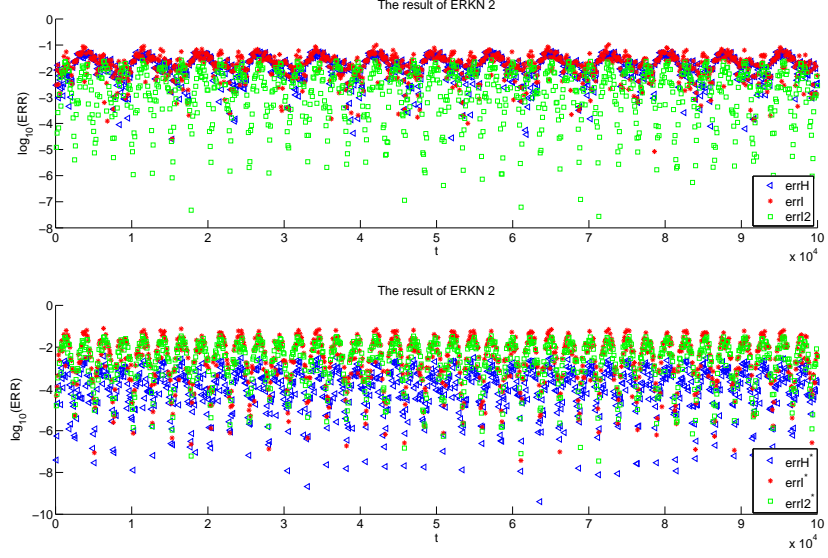 The result of ERKN 2
0
−1
−2
−3
−4
−5
−6
−7
−8
log10(ERR)
0 1 2 3 4 5 6 7 8 9 10
t
x 10^4
errH
errI
errI2
The result of ERKN 2
0
−2
−4
−6
−8
−10
log10(ERR)
0 1 2 3 4 5 6 7 8 9 10
t
x 10^4
errH*
errI*
errI2*